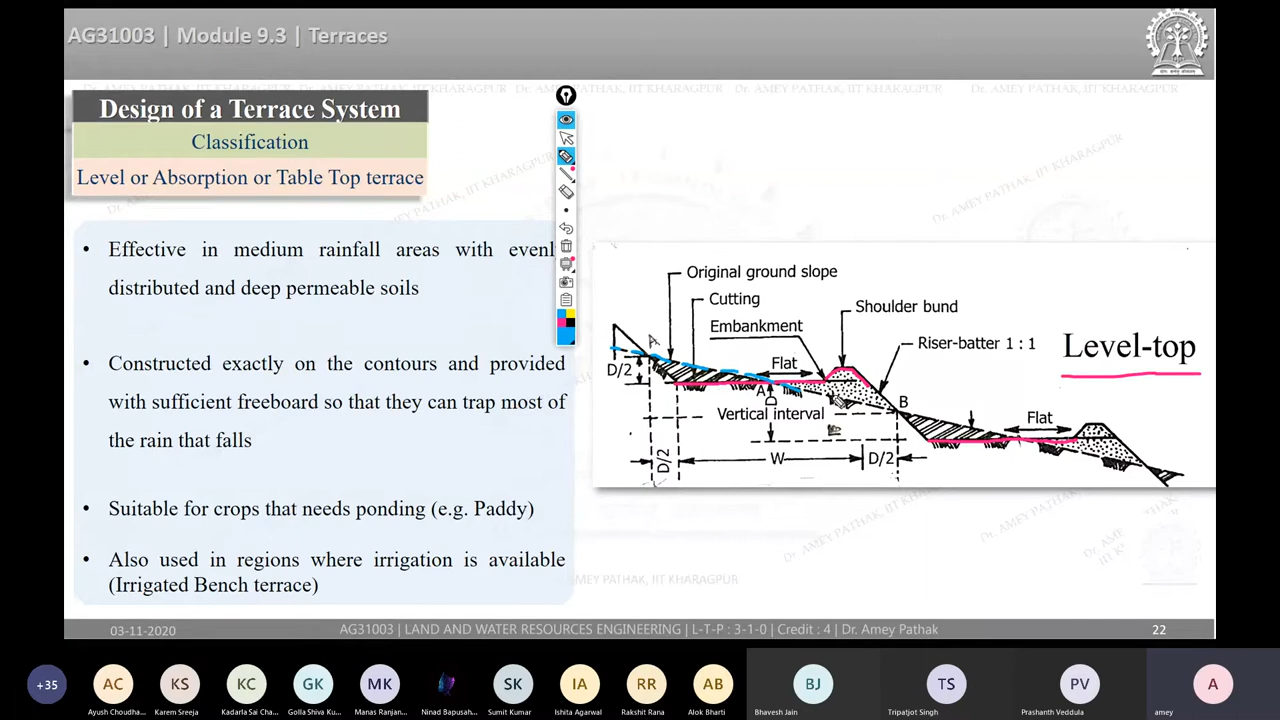 AG31003 | Module 9.3 | Terraces
Dr. AMEY PATHAK, IIT KHARAGPUR
Design of a Terrace System
Classification
Level or Absorption or Table Top terrace
• Effective in medium rainfall areas with evenl
distributed and deep permeable soils
• Constructed exactly on the contours and provided
with sufficient freeboard so that they can trap most of
the rain that falls
• Suitable for crops that needs ponding (e.g. Paddy)
• Also used in regions where irrigation is available
(Irrigated Bench terrace)
Original ground slope
Cutting
Shoulder bund
Embankment
Riser-batter 1 : 1
Level-top
A
Flat
D/2
A
D
B
Vertical interval
Flat
D/2
W
D/2
03-11-2020
AG31003 | LAND AND WATER RESOURCES ENGINEERING | L-T-P : 3-1-0 | Credit : 4 | Dr. Amey Pathak
22
+35
AC
KS
KC
GK
MK
SK
IA
RR
AB
BJ
TS
PV
A
Ayush Choudha...
Karem Sreeja
Kadarla Sai Cha...
Golla Shiva Ku...
Manas Ranjan...
Ninad Bapusah...
Sumit Kumar
Ishita Agarwal
Rakshit Rana
Alok Bharti
Bhavesh Jain
Tripatjot Singh
Prashanth Veddula
amey